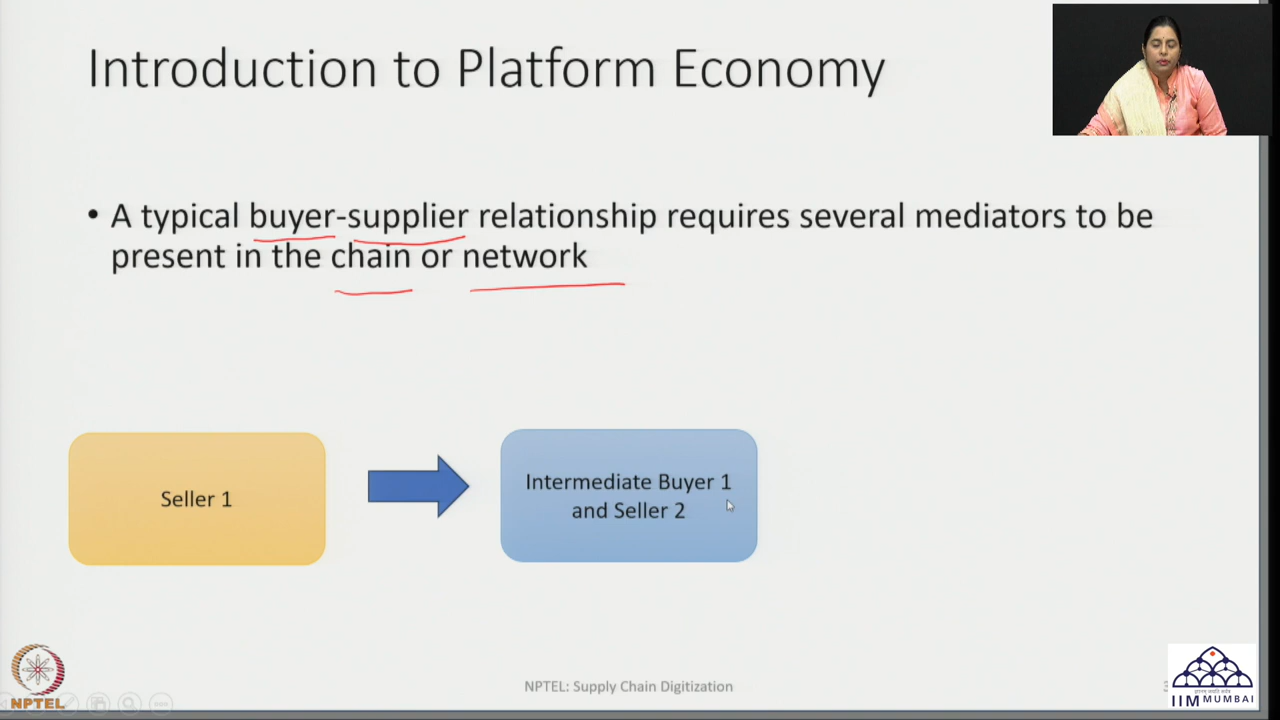 Introduction to Platform Economy
• A typical buyer-supplier relationship requires several mediators to be
present in the chain or network
Seller 1
Intermediate Buyer 1
and Seller 2
NPTEL
NPTEL: Supply Chain Digitization
IIM MUMBAI